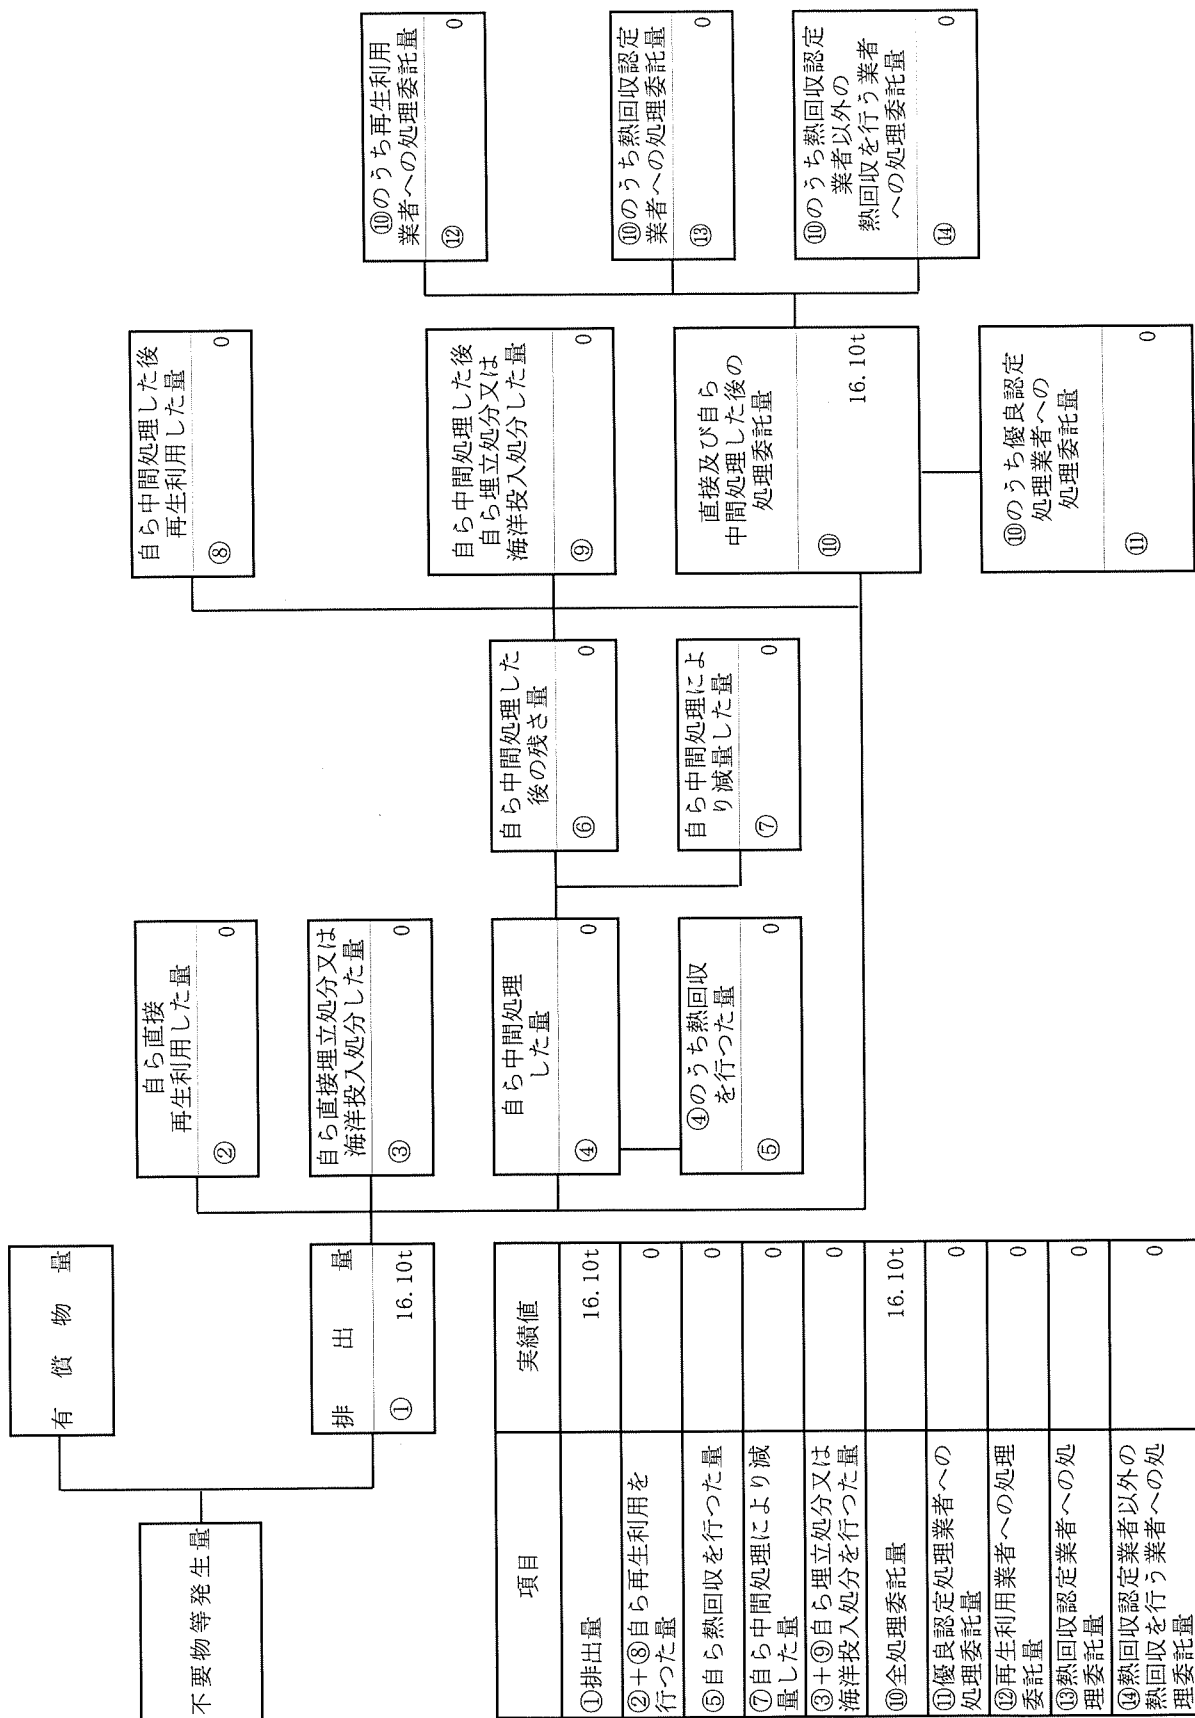 不要物等発生量
有償物量
排出量
① 16.10t
自ら直接
再生利用した量
② 0
自ら直接埋立処分又は
海洋投入処分した量
③ 0
自ら中間処理
した量
④ 0
④のうち熱回収
を行つた量
⑤ 0
自ら中間処理した
後の残さ量
⑥ 0
自ら中間処理によ
り減量した量
⑦ 0
自ら中間処理した後
再生利用した量
⑧ 0
自ら中間処理した後
自ら埋立処分又は
海洋投入処分した量
⑨ 0
直接及び自ら
中間処理した後の
処理委託量
⑩ 16.10t
⑩のうち優良認定
処理業者への
処理委託量
⑪ 0
⑩のうち再生利用
業者への処理委託量
⑫ 0
⑩のうち熱回収認定
業者への処理委託量
⑬ 0
⑩のうち熱回収認定
業者以外の
熱回収を行う業者
への処理委託量
⑭ 0
項目 実績値
①排出量 16.10t
②+⑧自ら再生利用を
行つた量 0
⑤自ら熱回収を行つた量 0
⑦自ら中間処理により減
量した量 0
③+⑨自ら埋立処分又は
海洋投入処分を行つた量 0
⑩全処理委託量 16.10t
⑪優良認定処理業者への
処理委託量 0
⑫再生利用業者への処理
委託量 0
⑬熱回収認定業者への処
理委託量 0
⑭熱回収認定業者以外の
熱回収を行う業者への処
理委託量 0